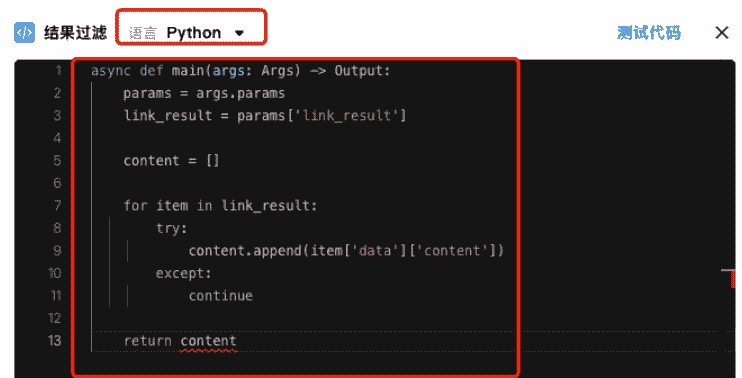 </> 结果过滤 语言 Python 测试代码 ×
1 async def main(args: Args) -> Output:
2     params = args.params
3     link_result = params['link_result']
4
5     content = []
6
7     for item in link_result:
8         try:
9             content.append(item['data']['content'])
10         except:
11             continue
12
13     return content